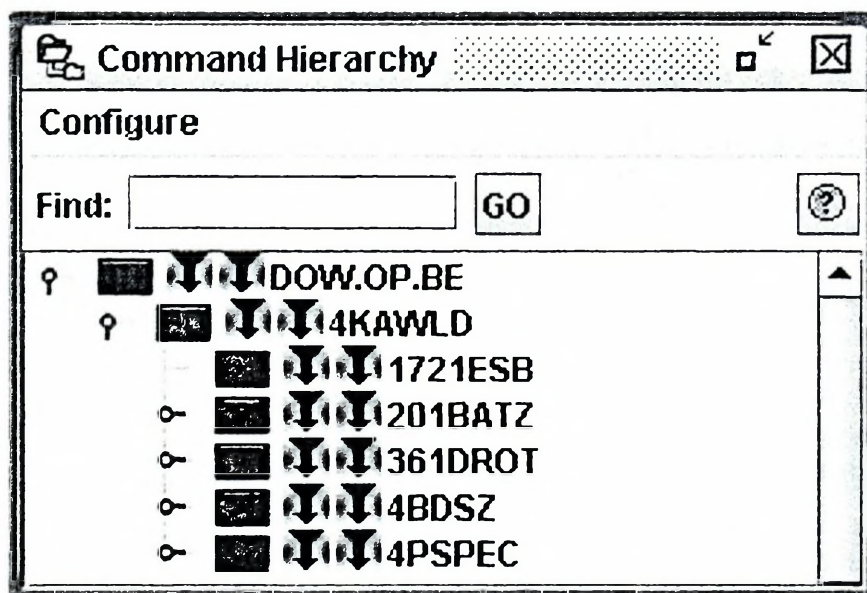 Command Hierarchy
Configure
Find: GO ?
DOW.OP.BE
4KAWLD
1721ESB
201BATZ
361DROT
4BDSZ
4PSPEC